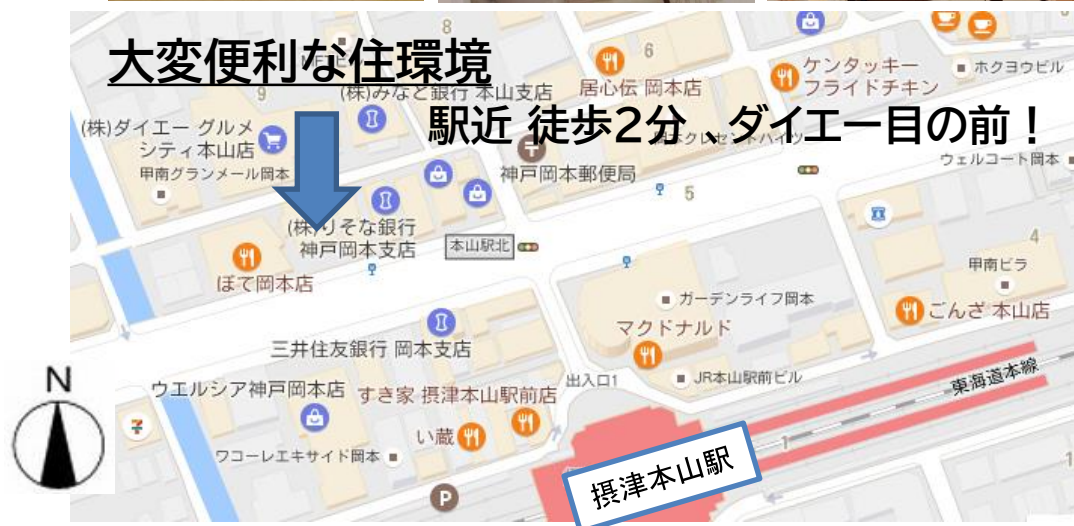 8
大変便利な住環境
6
居心伝 岡本店
ケンタッキー
フライドチキン
ホクヨウビル
9
(株)みなと銀行 本山支店
駅近 徒歩2分 、ダイエー目の前!
(株)ダイエー グルメ
シティ本山店
甲南グランメール岡本
神戸岡本郵便局
ウェルコート岡本
5
(株)りそな銀行
神戸岡本支店
本山駅北
4
甲南ビラ
ぼて岡本店
ガーデンライフ岡本
ごんざ 本山店
マクドナルド
三井住友銀行 岡本支店
出入口1
JR本山駅前ビル
東海道本線
N
ウエルシア神戸岡本店
すき家 摂津本山駅前店
い蔵
ワコーレエキサイド岡本
1
摂津本山駅
1
P